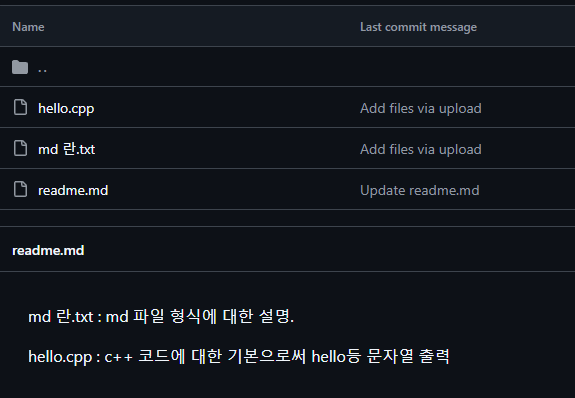 Name Last commit message
..
hello.cpp Add files via upload
md 란.txt Add files via upload
readme.md Update readme.md
readme.md
md 란.txt : md 파일 형식에 대한 설명.
hello.cpp : c++ 코드에 대한 기본으로써 hello등 문자열 출력